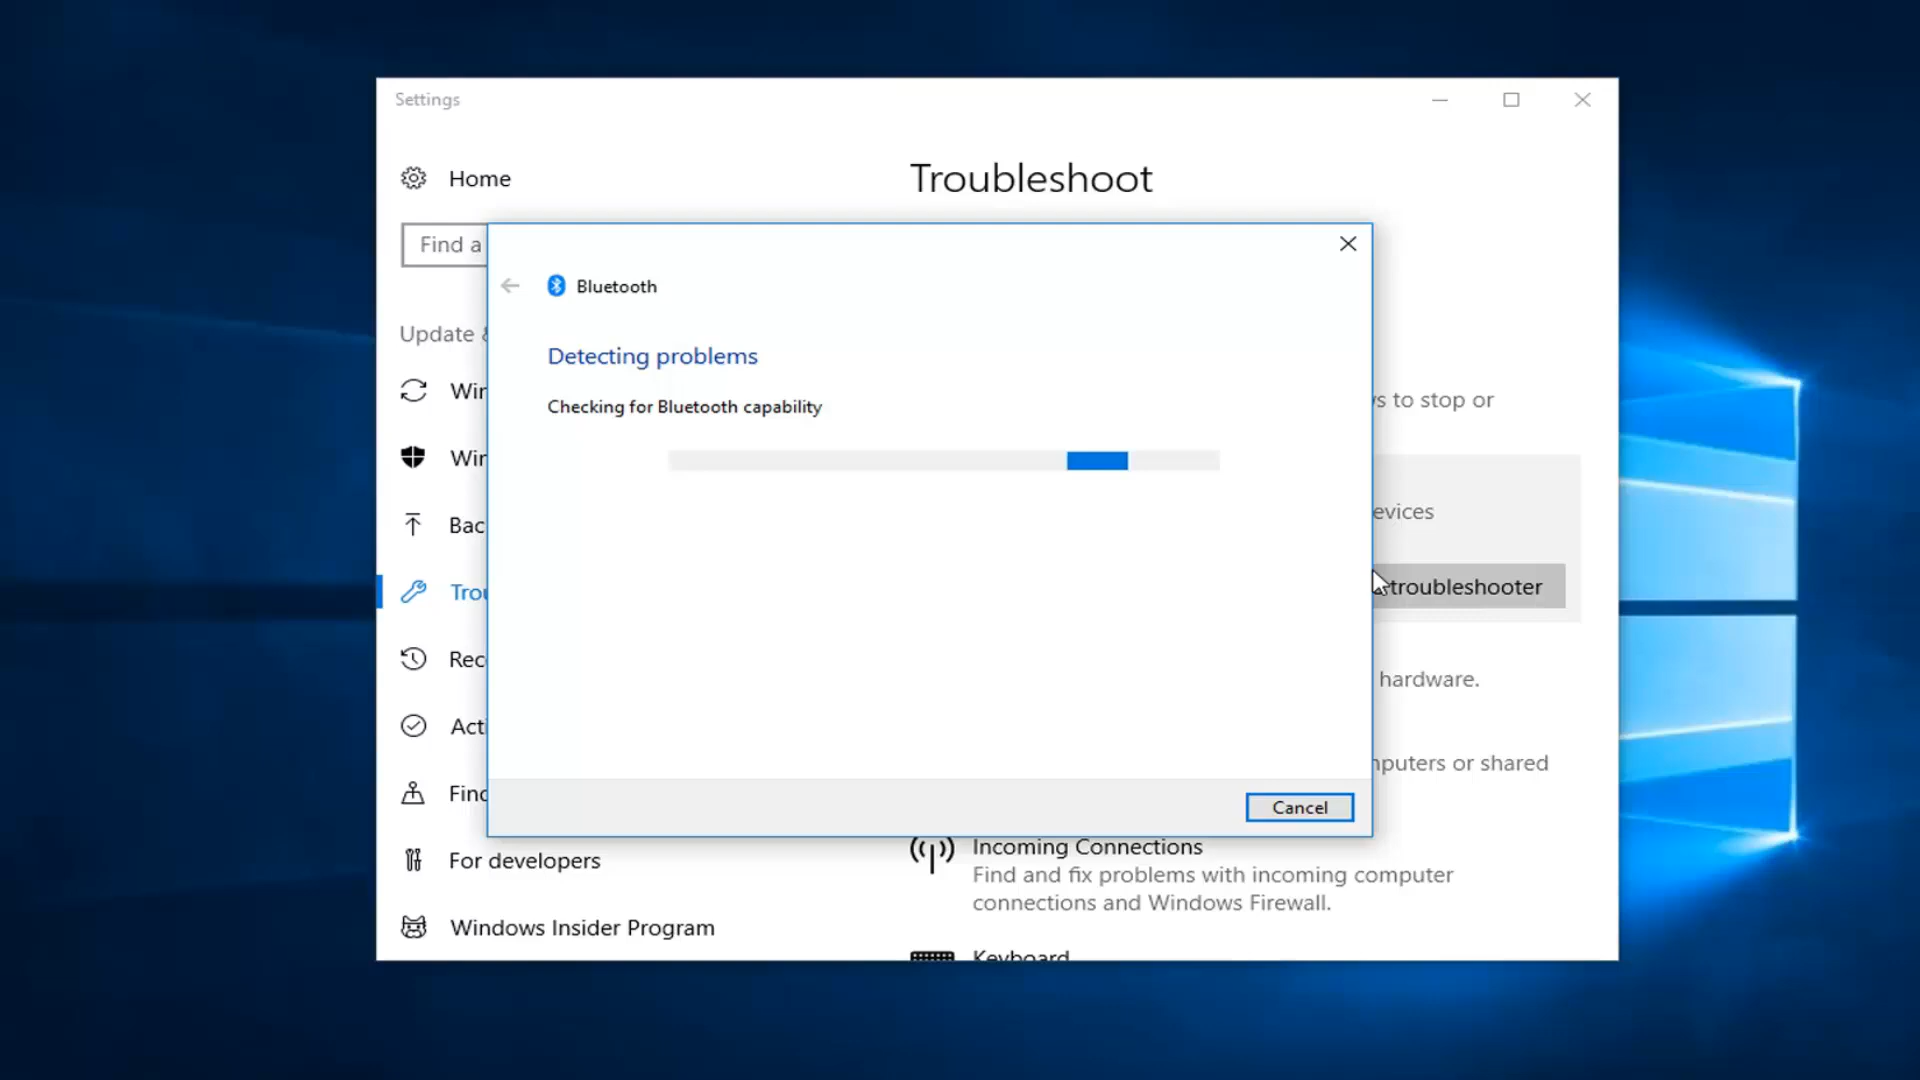 Settings
Home
Troubleshoot
Find a
Bluetooth
Update &
Detecting problems
Wir
s to stop or
Checking for Bluetooth capability
Wir
evices
Bac
Trou
troubleshooter
Rec
hardware.
Acti
puters or shared
Find
Cancel
Incoming Connections
For developers
Find and fix problems with incoming computer
connections and Windows Firewall.
Windows Insider Program
Keyboard